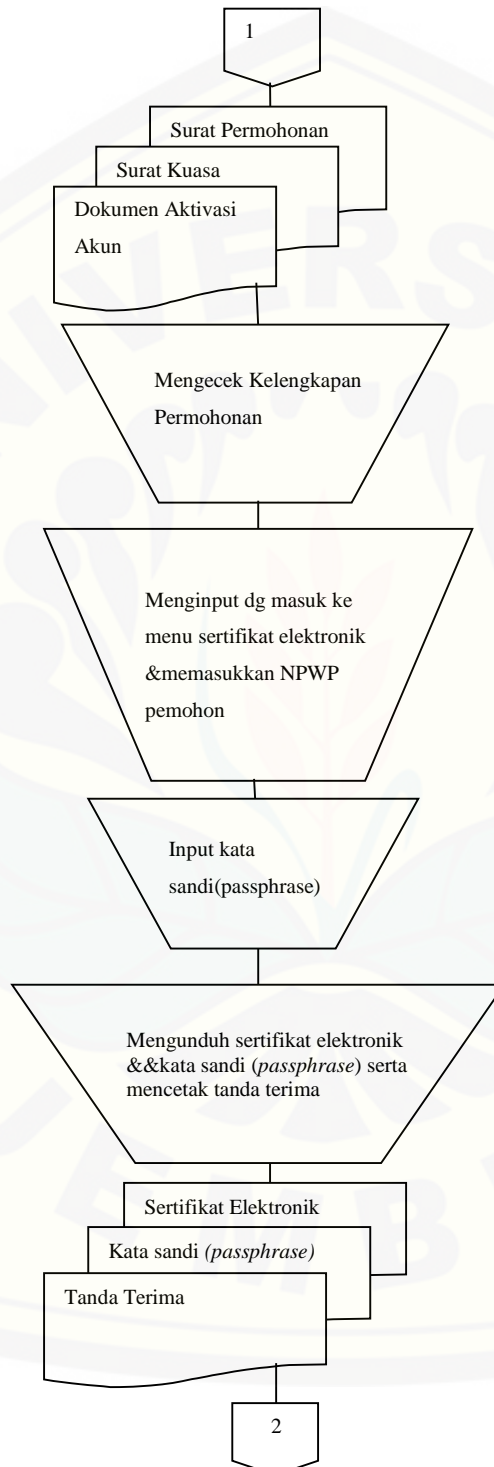 1
Surat Permohonan
Surat Kuasa
Dokumen Aktivasi
Akun
Mengecek Kelengkapan
Permohonan
Menginput dg masuk ke
menu sertifikat elektronik
&memasukkan NPWP
pemohon
Input kata
sandi(passphrase)
Mengunduh sertifikat elektronik
&&kata sandi (passphrase) serta
mencetak tanda terima
Sertifikat Elektronik
Kata sandi (passphrase)
Tanda Terima
2